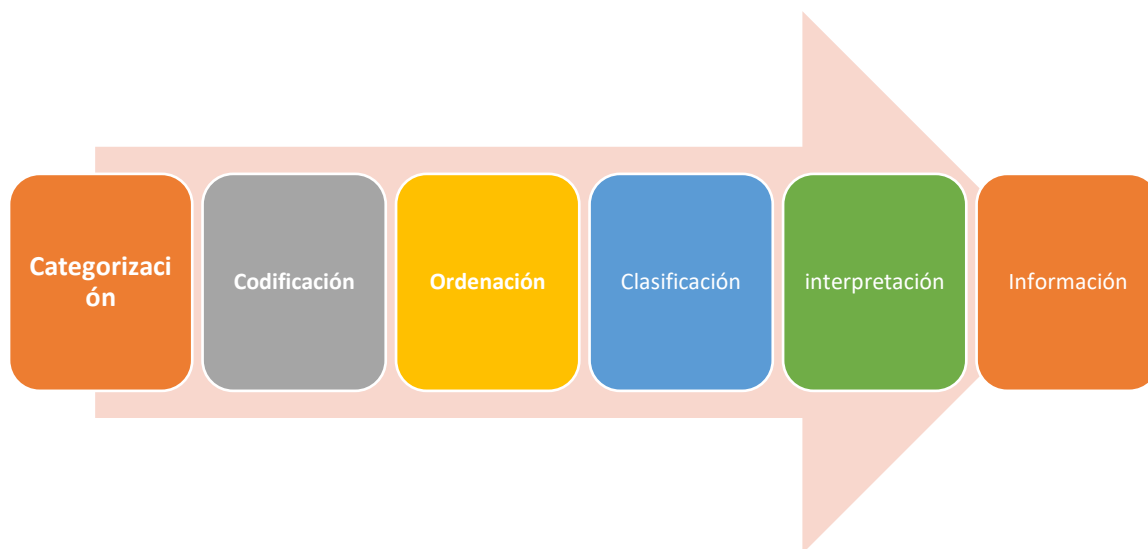 Categorizaci
ón
Codificación
Ordenación
Clasificación
interpretación
Información